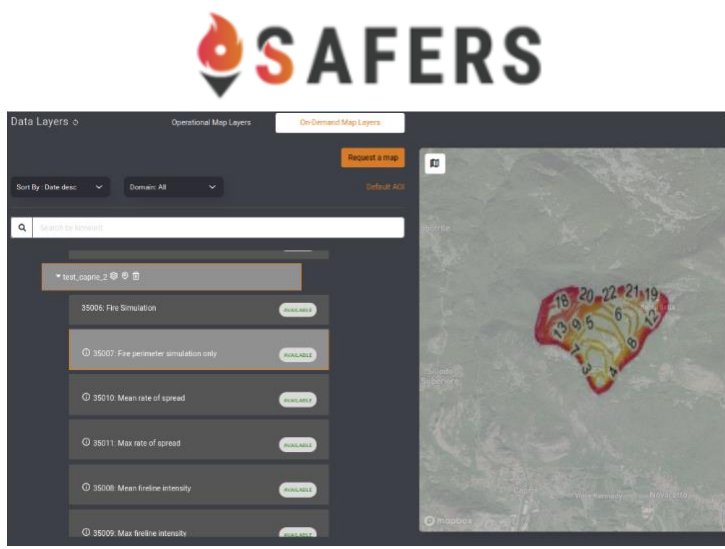 SAFERS
Data Layers
Operational Map Layers
On-Demand Map Layers
Request a map
Sort By : Date desc
Domain: All
Default AOI
Search by keyword
test_caprie_2
35006: Fire Simulation
AVAILABLE
35007: Fire perimeter simulation only
AVAILABLE
35010: Mean rate of spread
AVAILABLE
35011: Max rate of spread
AVAILABLE
35008: Mean fireline intensity
AVAILABLE
35009: Max fireline intensity
AVAILABLE
18 20 22 21 19
13 9 5 6 12
7 8
3 4
mapbox